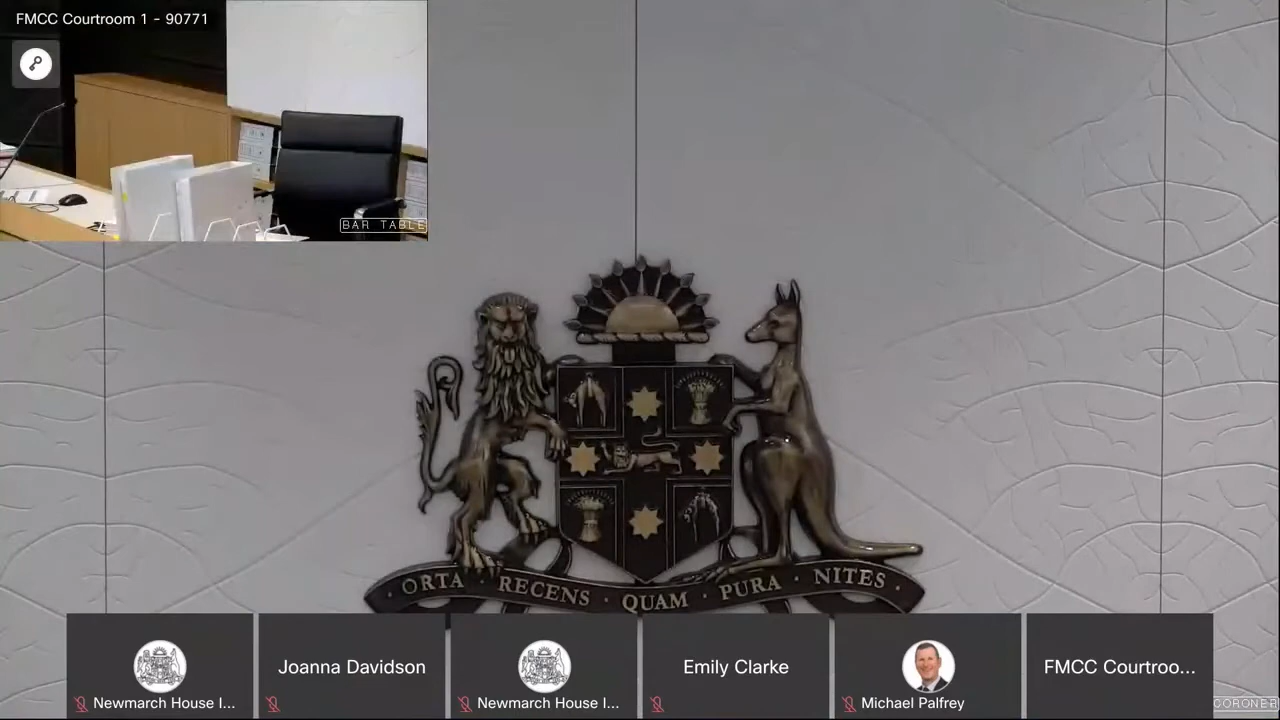 FMCC Courtroom 1 - 90771
BAR TABLE
ORTA · RECENS · QUAM · PURA · NITES ·
Joanna Davidson
Emily Clarke
FMCC Courtroo...
Newmarch House I...
Newmarch House I...
Michael Palfrey
CORONER